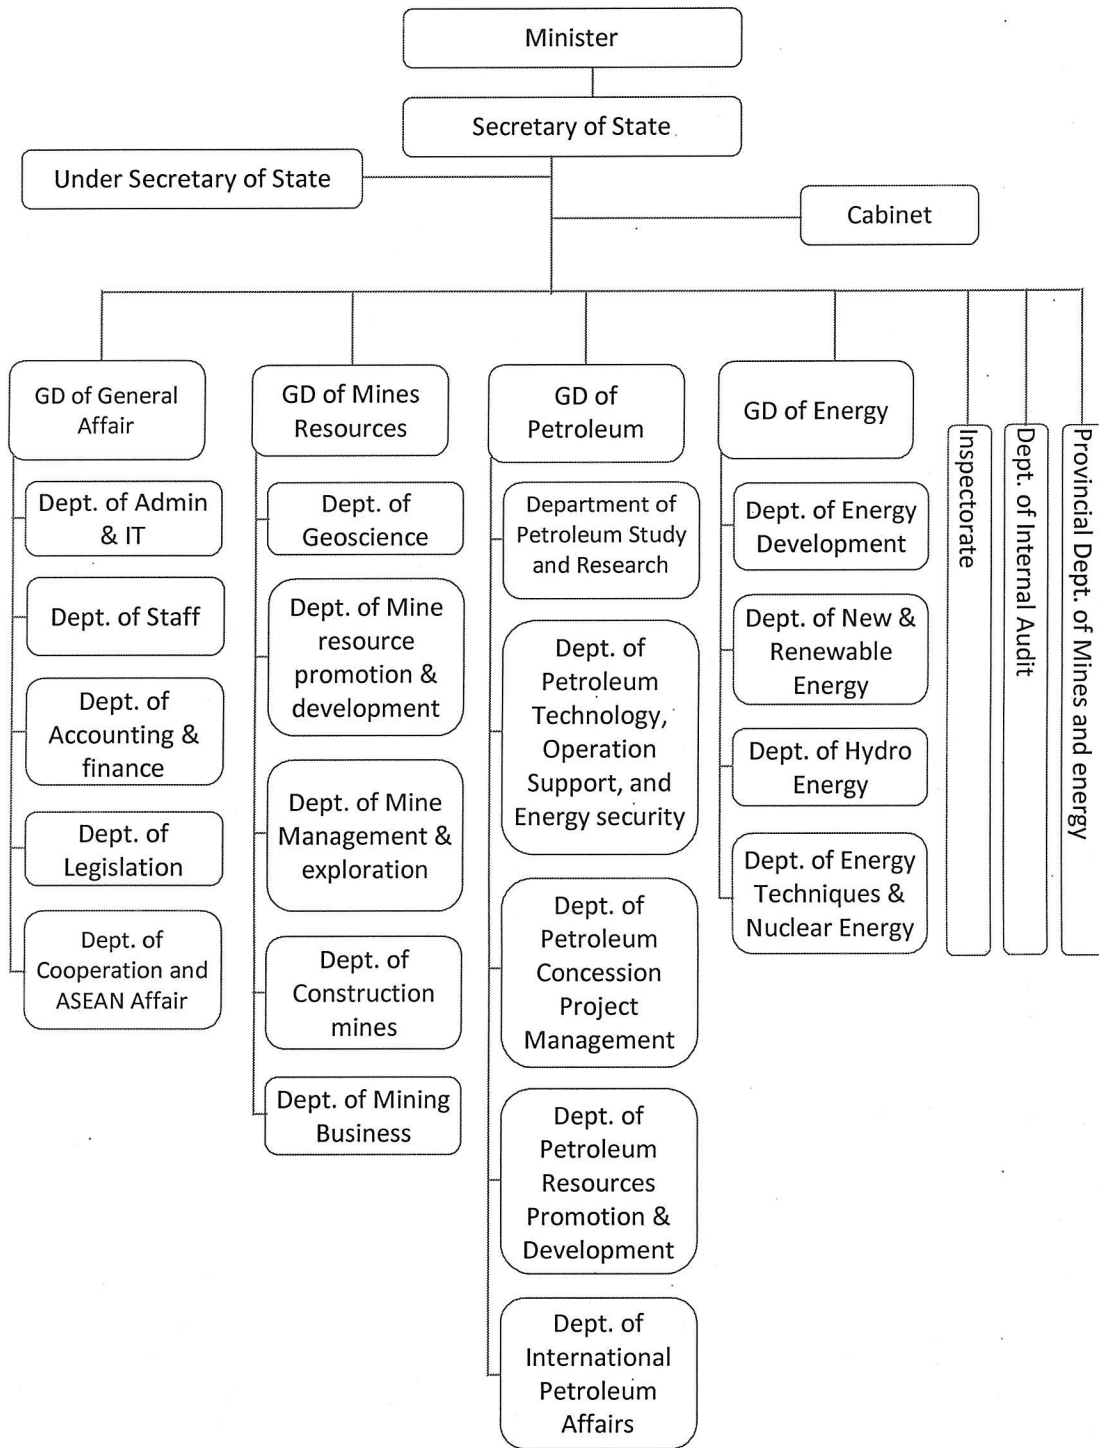 Minister
Secretary of State
Under Secretary of State
Cabinet
GD of General
Affair
Dept. of Admin
& IT
Dept. of Staff
Dept. of
Accounting &
finance
Dept. of
Legislation
Dept. of
Cooperation and
ASEAN Affair
GD of Mines
Resources
Dept. of
Geoscience
Dept. of Mine
resource
promotion &
development
Dept. of Mine
Management &
exploration
Dept. of
Construction
mines
Dept. of Mining
Business
GD of
Petroleum
Department of
Petroleum Study
and Research
Dept. of
Petroleum
Technology,
Operation
Support, and
Energy security
Dept. of
Petroleum
Concession
Project
Management
Dept. of
Petroleum
Resources
Promotion &
Development
Dept. of
International
Petroleum
Affairs
GD of Energy
Dept. of Energy
Development
Dept. of New &
Renewable
Energy
Dept. of Hydro
Energy
Dept. of Energy
Techniques &
Nuclear Energy
Inspectorate
Dept. of Internal Audit
Provincial Dept. of Mines and energy